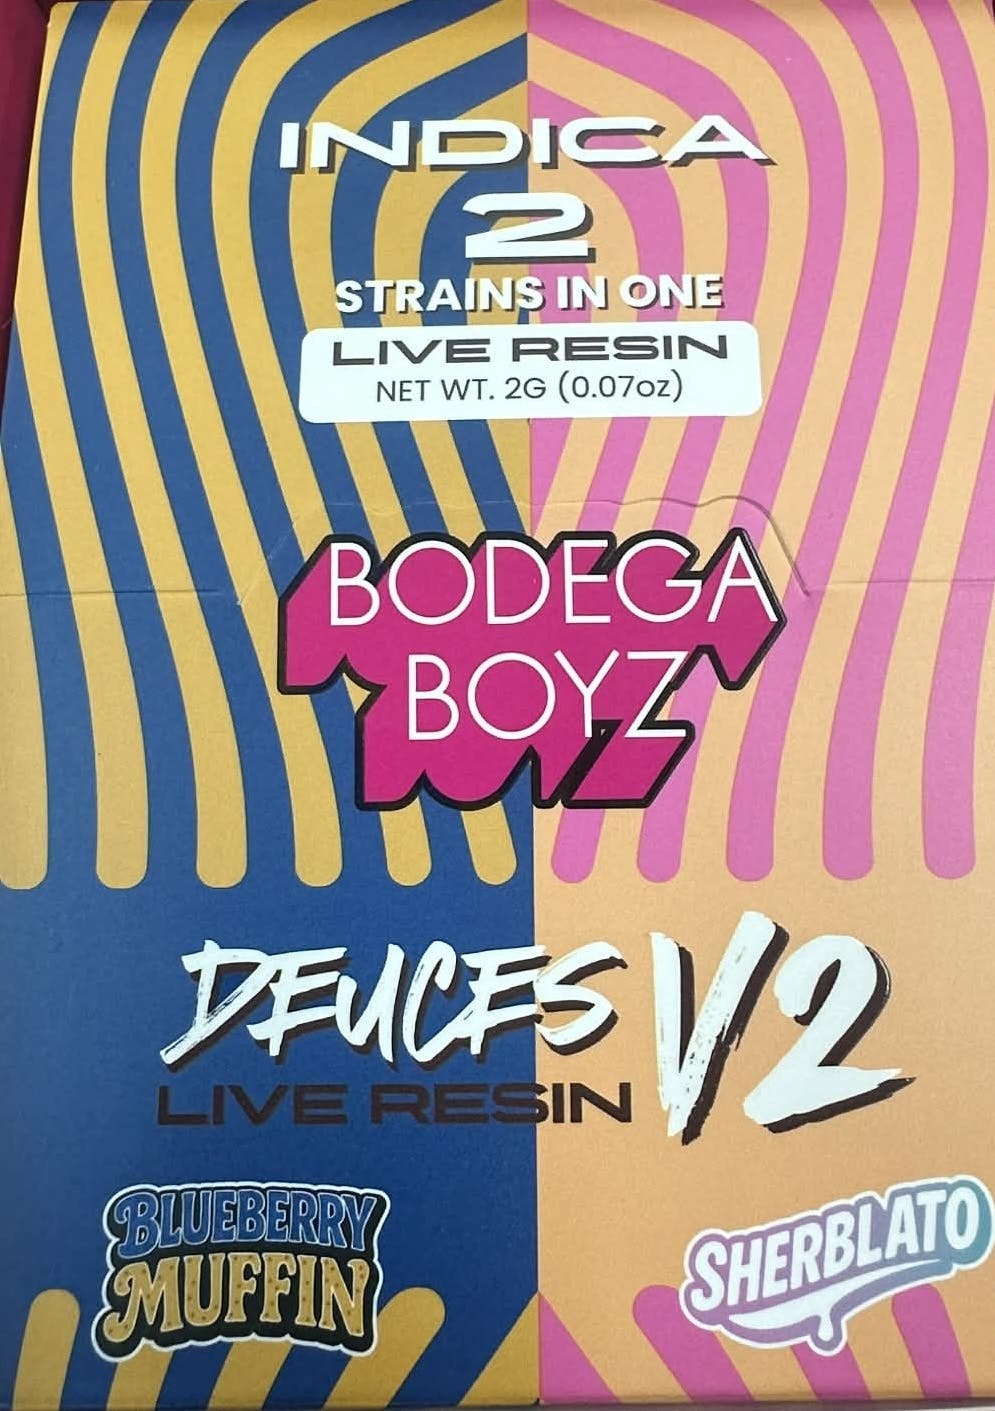 INDICA
2
STRAINS IN ONE
LIVE RESIN
NET WT. 2G (0.07oz)
BODEGA
BOYZ
DEUCES V2
LIVE RESIN
BLUEBERRY
MUFFIN
SHERBLATO